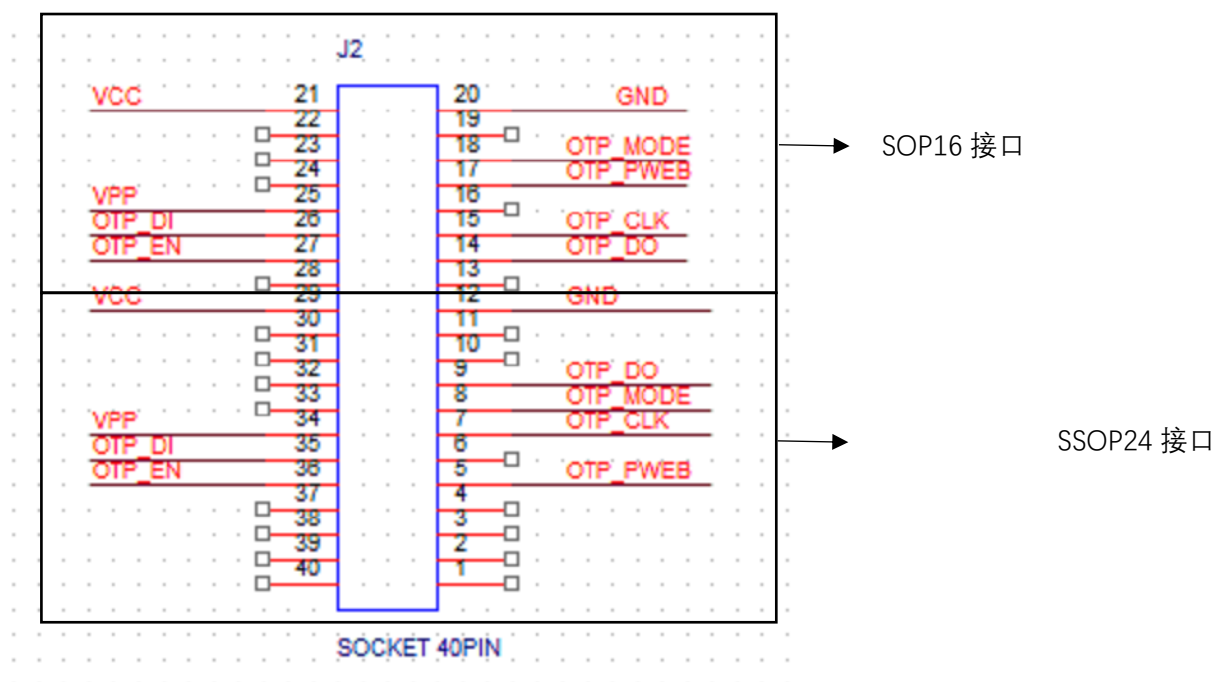 J2
VCC 21 20 GND
22 19
23 18 OTP_MODE
24 17 OTP_PWEB
VPP 25 16
OTP_DI 26 15 OTP_CLK
OTP_EN 27 14 OTP_DO
28 13
VCC 29 12 GND
30 11
31 10
32 9 OTP_DO
33 8 OTP_MODE
VPP 34 7 OTP_CLK
OTP_DI 35 6
OTP_EN 36 5 OTP_PWEB
37 4
38 3
39 2
40 1
SOCKET 40PIN
SOP16 接口
SSOP24 接口